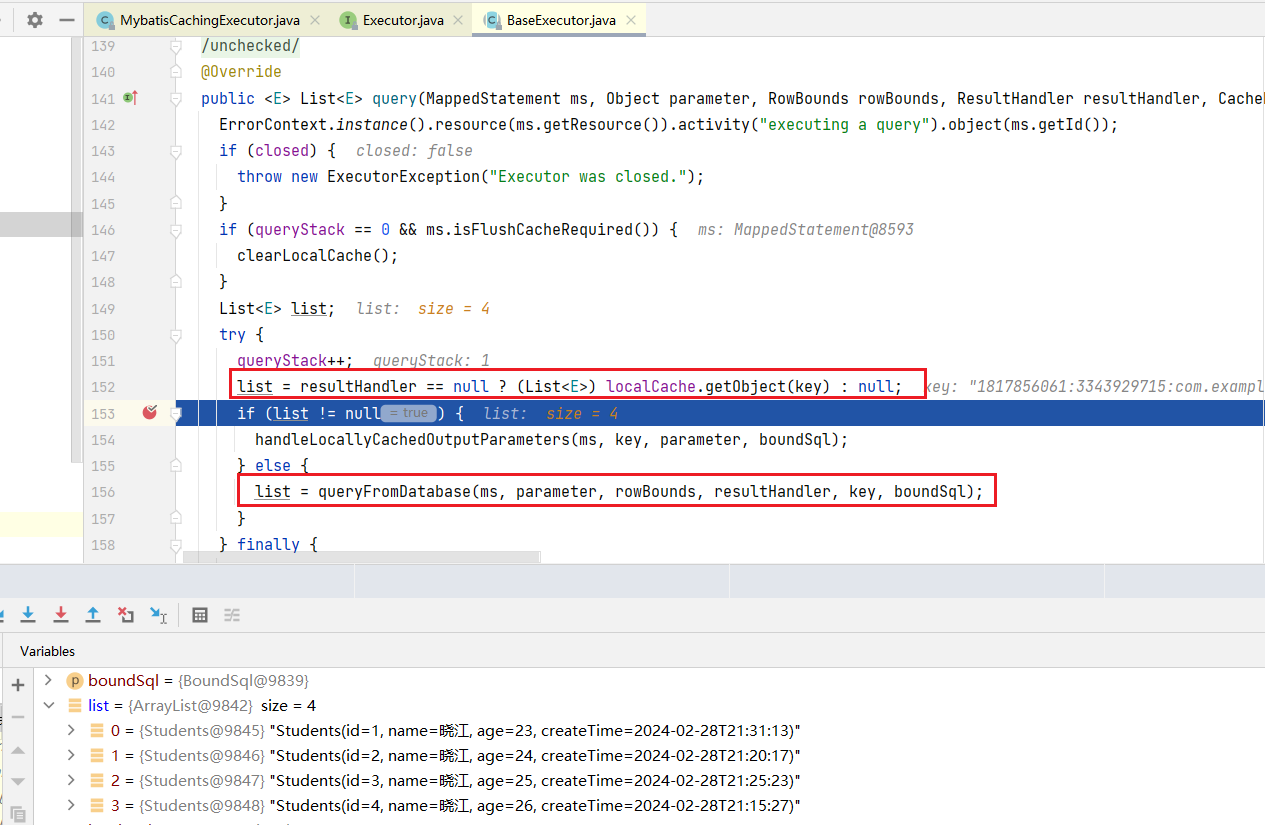 MybatisCachingExecutor.java
Executor.java
BaseExecutor.java
139 /unchecked/
140 @Override
141 public <E> List<E> query(MappedStatement ms, Object parameter, RowBounds rowBounds, ResultHandler resultHandler,
142 ErrorContext.instance().resource(ms.getResource()).activity("executing a query").object(ms.getId());
143 if (closed) { closed: false
144 throw new ExecutorException("Executor was closed.");
145 }
146 if (queryStack == 0 && ms.isFlushCacheRequired()) { ms: MappedStatement@8593
147 clearLocalCache();
148 }
149 List<E> list; list: size = 4
150 try {
151 queryStack++; queryStack: 1
152 list = resultHandler == null ? (List<E>) localCache.getObject(key) : null; key: "1817856061:3343929715:com.exampl
153 if (list != null = true ) { list: size = 4
154 handleLocallyCachedOutputParameters(ms, key, parameter, boundSql);
155 } else {
156 list = queryFromDatabase(ms, parameter, rowBounds, resultHandler, key, boundSql);
157 }
158 } finally {
Variables
boundSql = {BoundSql@9839}
list = {ArrayList@9842} size = 4
0 = {Students@9845} "Students(id=1, name=晓江, age=23, createTime=2024-02-28T21:31:13)"
1 = {Students@9846} "Students(id=2, name=晓江, age=24, createTime=2024-02-28T21:20:17)"
2 = {Students@9847} "Students(id=3, name=晓江, age=25, createTime=2024-02-28T21:25:23)"
3 = {Students@9848} "Students(id=4, name=晓江, age=26, createTime=2024-02-28T21:15:27)"